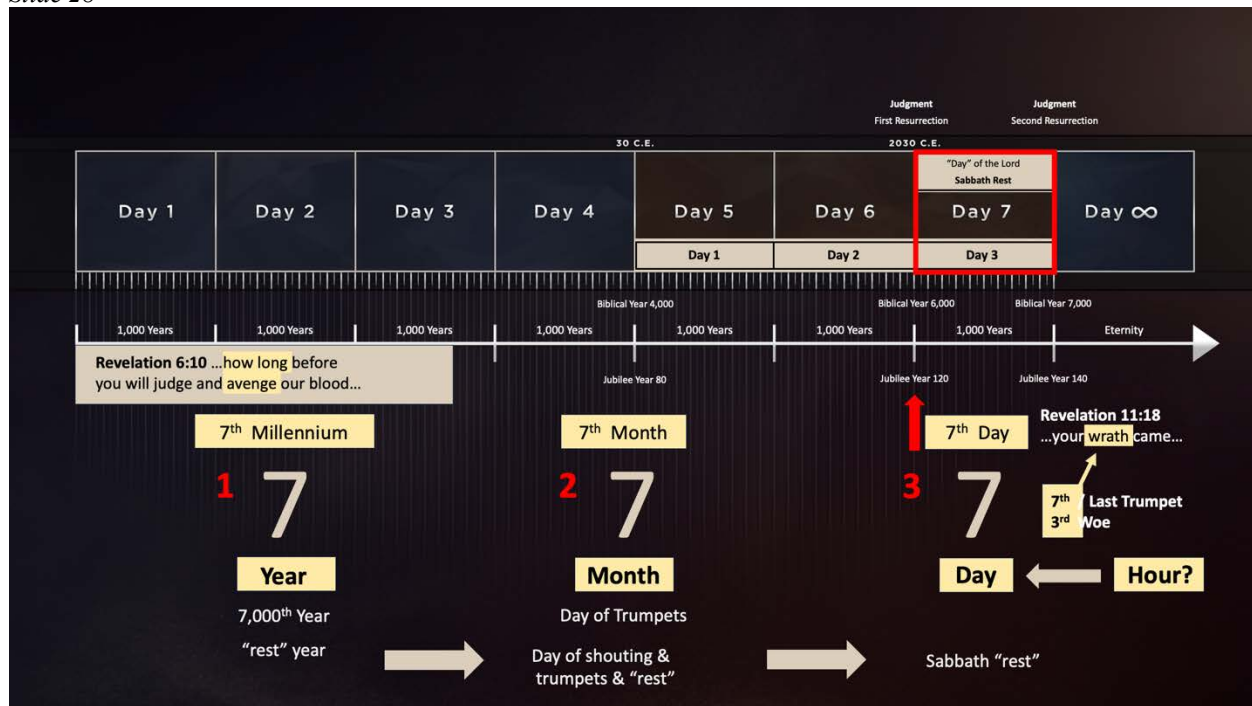 Judgment
First Resurrection
Judgment
Second Resurrection
30 C.E.
2030 C.E.
"Day" of the Lord
Sabbath Rest
Day 1
Day 2
Day 3
Day 4
Day 5
Day 6
Day 7
Day ∞
Day 1
Day 2
Day 3
Biblical Year 4,000
Biblical Year 6,000
Biblical Year 7,000
1,000 Years
1,000 Years
1,000 Years
1,000 Years
1,000 Years
1,000 Years
1,000 Years
Eternity
Revelation 6:10 ...how long before
you will judge and avenge our blood...
Jubilee Year 80
Jubilee Year 120
Jubilee Year 140
7th Millennium
7th Month
7th Day
Revelation 11:18
...your wrath came...
1
7
2
7
3
7
7th / Last Trumpet
3rd Woe
Year
Month
Day
Hour?
7,000th Year
"rest" year
Day of Trumpets
Day of shouting &
trumpets & "rest"
Sabbath "rest"